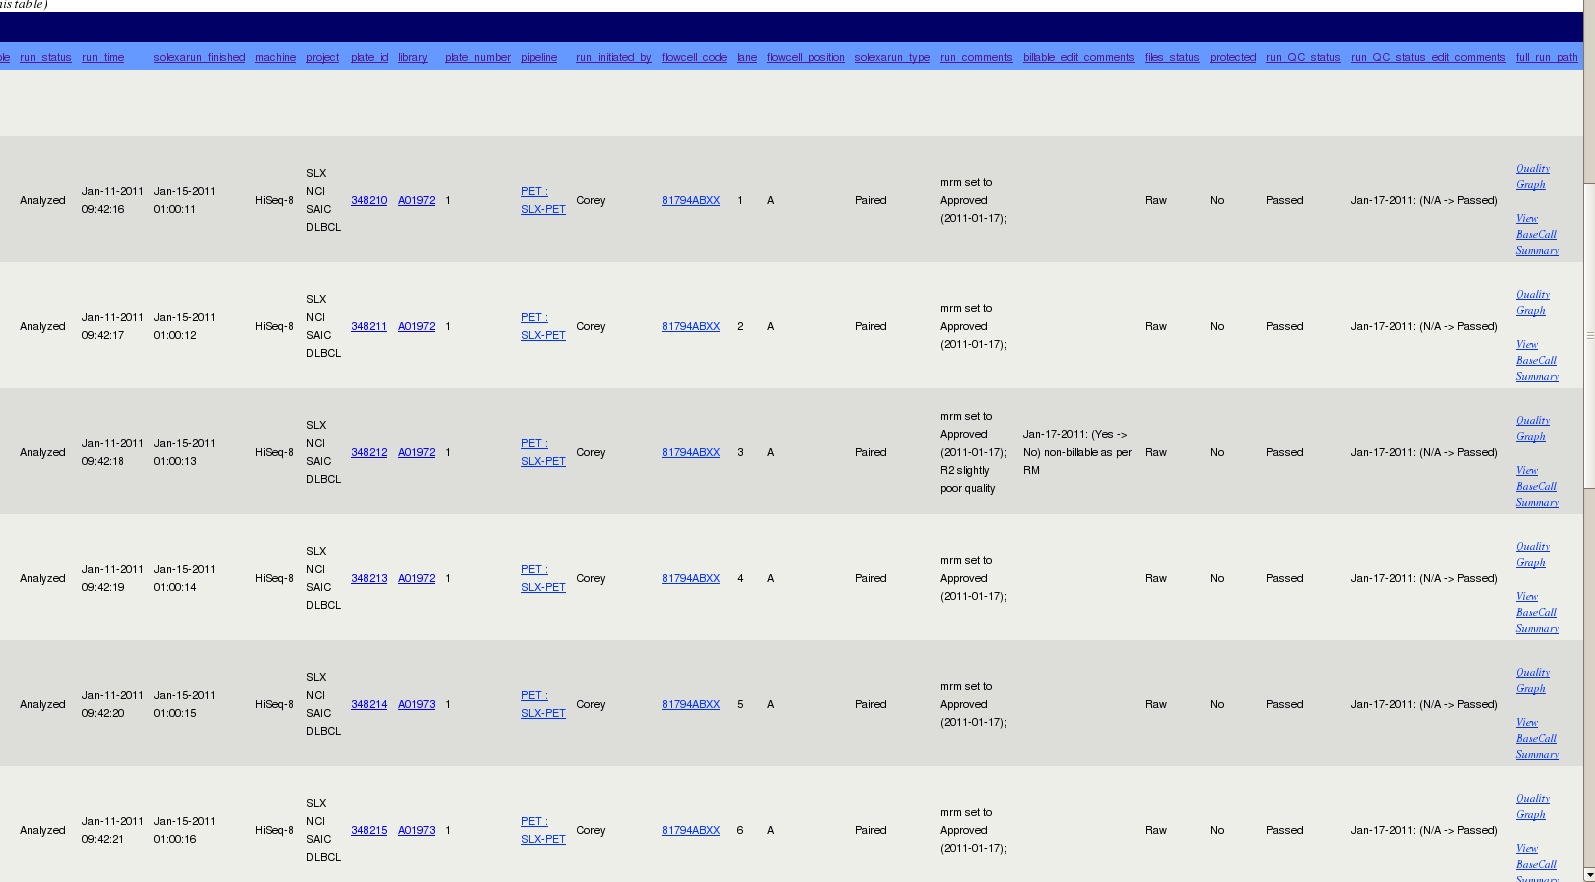 his table)
ble run_status run_time solexarun_finished machine project plate_id library plate_number pipeline run_initiated_by flowcell_code lane flowcell_position solexarun_type run_comments billable_edit_comments files_status protected run_QC_status run_QC_status_edit_comments full_run_path
Analyzed Jan-11-2011 09:42:16 Jan-15-2011 01:00:11 HiSeq-8 SLX NCI SAIC DLBCL 348210 A01972 1 PET : SLX-PET Corey 81794ABXX 1 A Paired mrm set to Approved (2011-01-17); Raw No Passed Jan-17-2011: (N/A -> Passed) Quality Graph View BaseCall Summary
Analyzed Jan-11-2011 09:42:17 Jan-15-2011 01:00:12 HiSeq-8 SLX NCI SAIC DLBCL 348211 A01972 1 PET : SLX-PET Corey 81794ABXX 2 A Paired mrm set to Approved (2011-01-17); Raw No Passed Jan-17-2011: (N/A -> Passed) Quality Graph View BaseCall Summary
Analyzed Jan-11-2011 09:42:18 Jan-15-2011 01:00:13 HiSeq-8 SLX NCI SAIC DLBCL 348212 A01972 1 PET : SLX-PET Corey 81794ABXX 3 A Paired mrm set to Approved (2011-01-17); R2 slightly poor quality Jan-17-2011: (Yes -> No) non-billable as per RM Raw No Passed Jan-17-2011: (N/A -> Passed) Quality Graph View BaseCall Summary
Analyzed Jan-11-2011 09:42:19 Jan-15-2011 01:00:14 HiSeq-8 SLX NCI SAIC DLBCL 348213 A01972 1 PET : SLX-PET Corey 81794ABXX 4 A Paired mrm set to Approved (2011-01-17); Raw No Passed Jan-17-2011: (N/A -> Passed) Quality Graph View BaseCall Summary
Analyzed Jan-11-2011 09:42:20 Jan-15-2011 01:00:15 HiSeq-8 SLX NCI SAIC DLBCL 348214 A01973 1 PET : SLX-PET Corey 81794ABXX 5 A Paired mrm set to Approved (2011-01-17); Raw No Passed Jan-17-2011: (N/A -> Passed) Quality Graph View BaseCall Summary
Analyzed Jan-11-2011 09:42:21 Jan-15-2011 01:00:16 HiSeq-8 SLX NCI SAIC DLBCL 348215 A01973 1 PET : SLX-PET Corey 81794ABXX 6 A Paired mrm set to Approved (2011-01-17); Raw No Passed Jan-17-2011: (N/A -> Passed) Quality Graph View BaseCall Summary